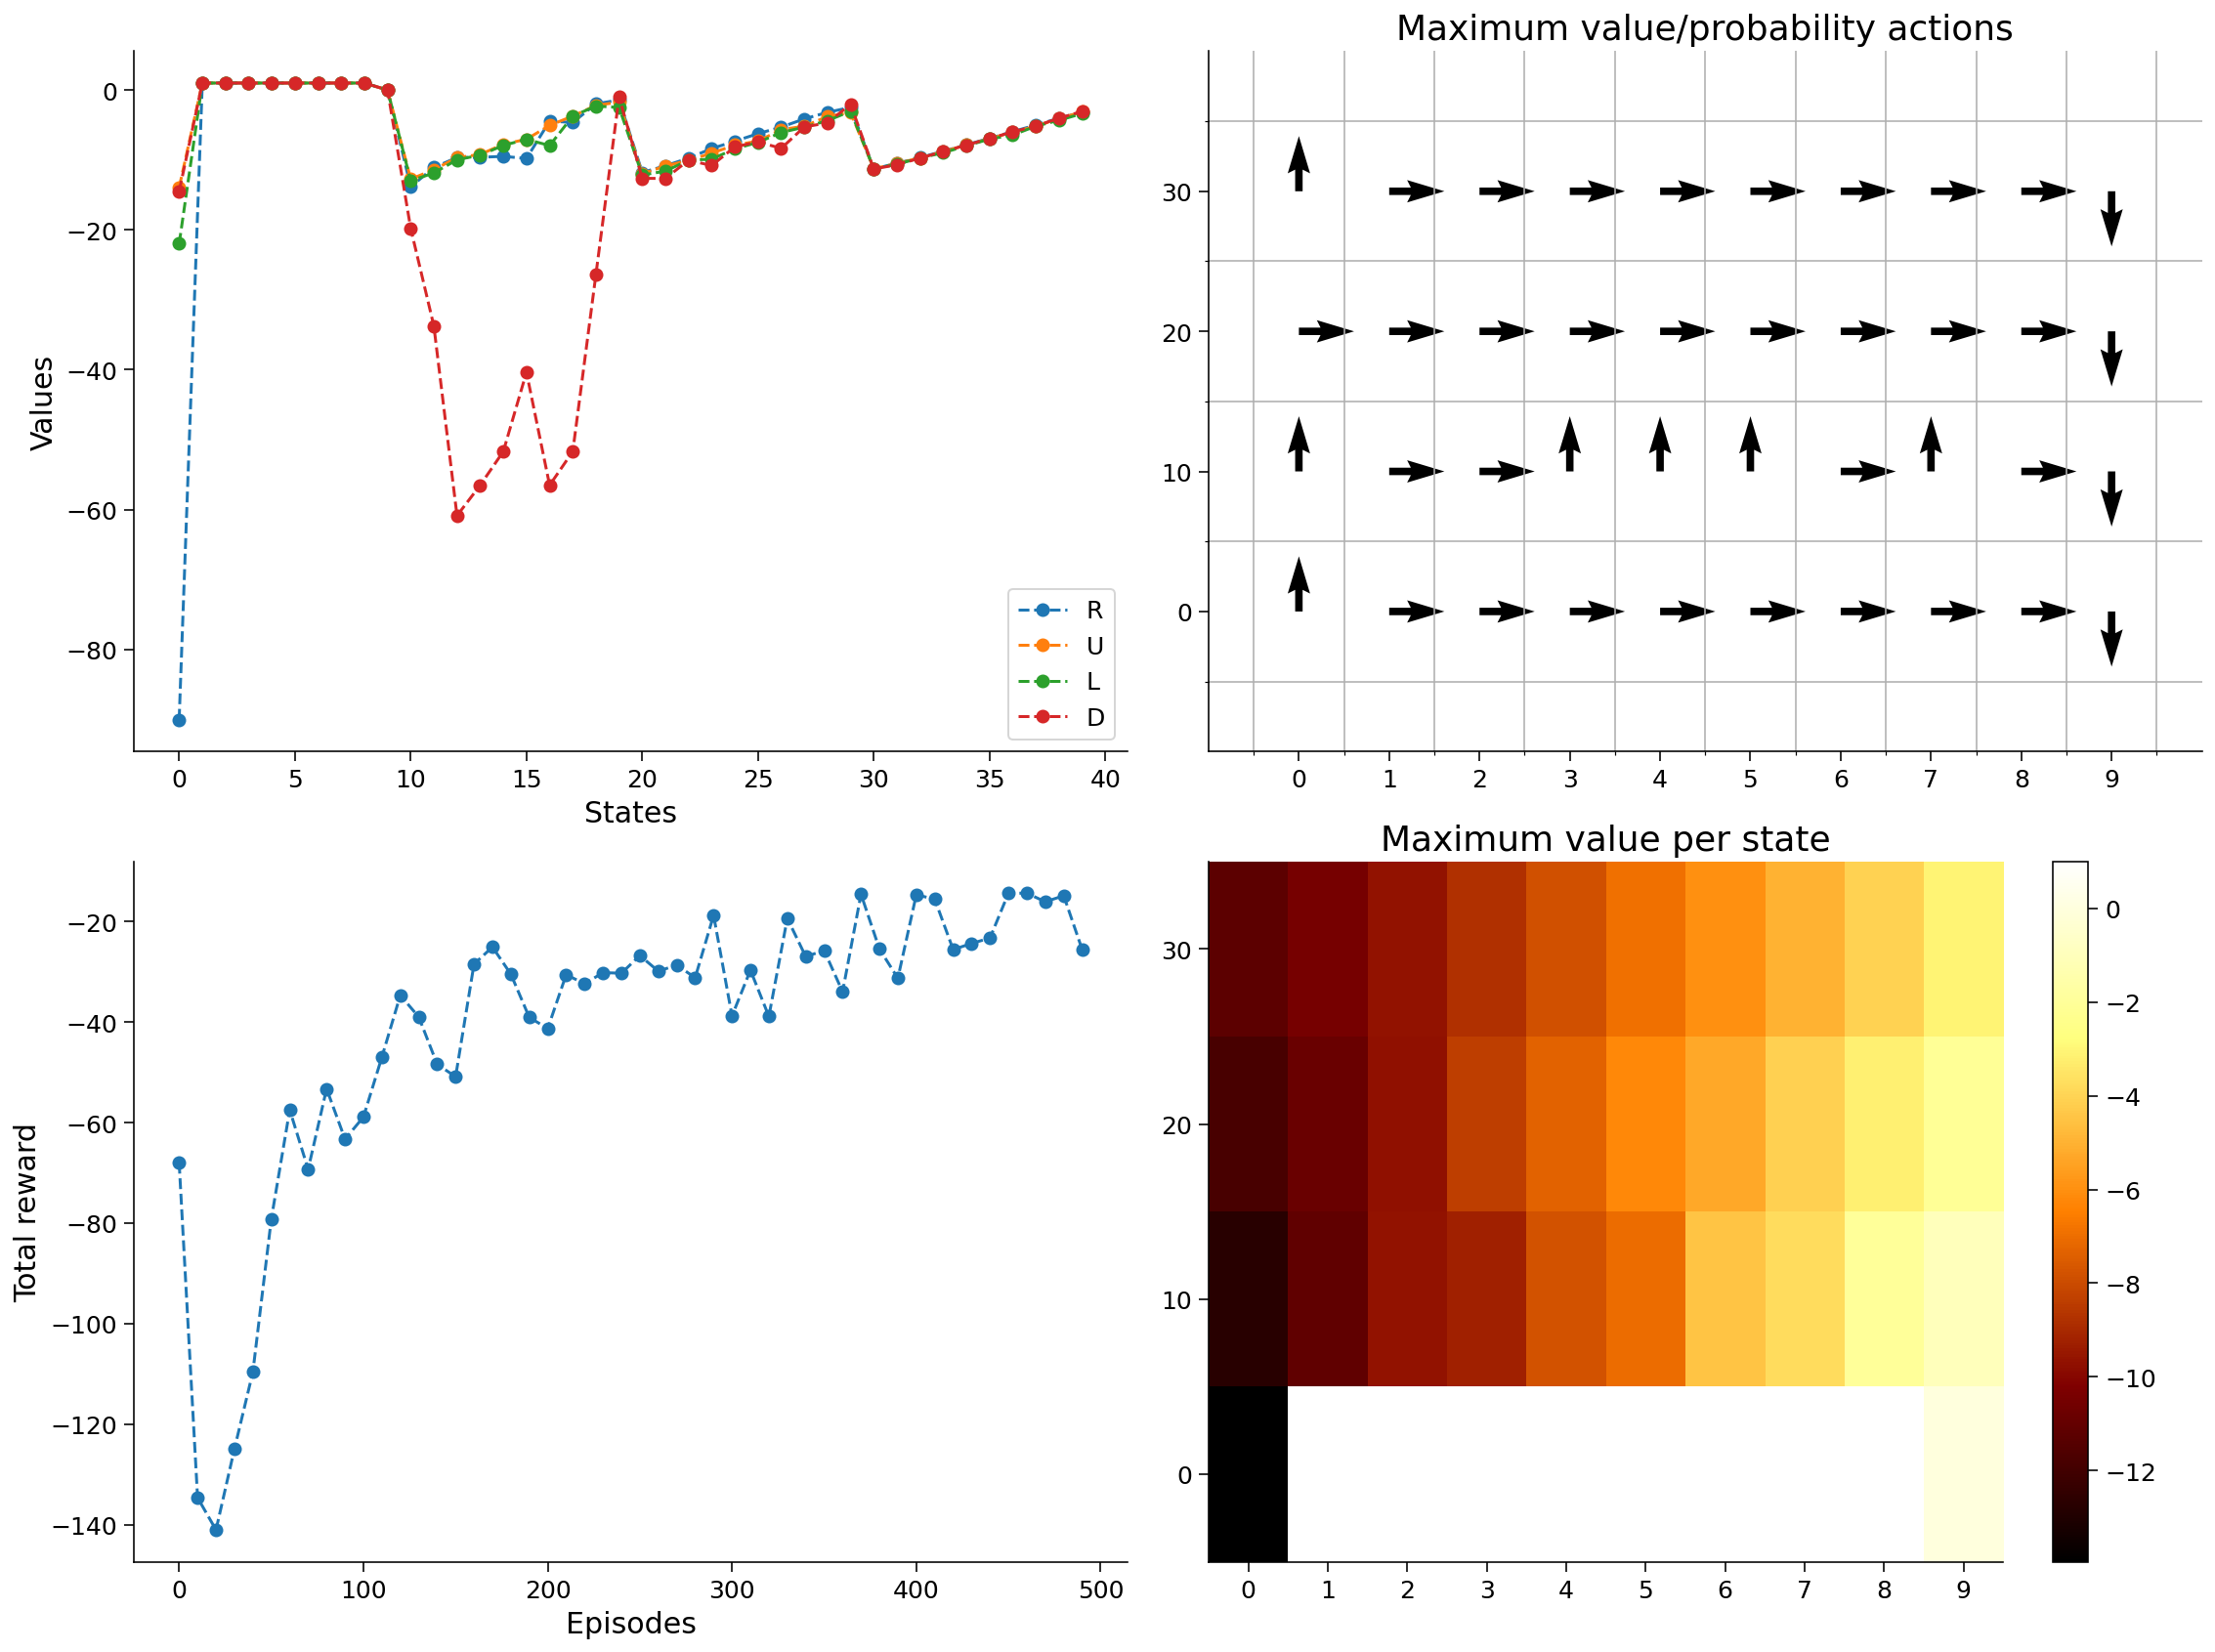 Maximum value/probability actions
0
−20
−40
−60
−80
Values
R
U
L
D
0 5 10 15 20 25 30 35 40
States
30
20
10
0
0 1 2 3 4 5 6 7 8 9
Maximum value per state
−20
−40
−60
−80
−100
−120
−140
Total reward
0 100 200 300 400 500
Episodes
30
20
10
0
0 1 2 3 4 5 6 7 8 9
0
−2
−4
−6
−8
−10
−12